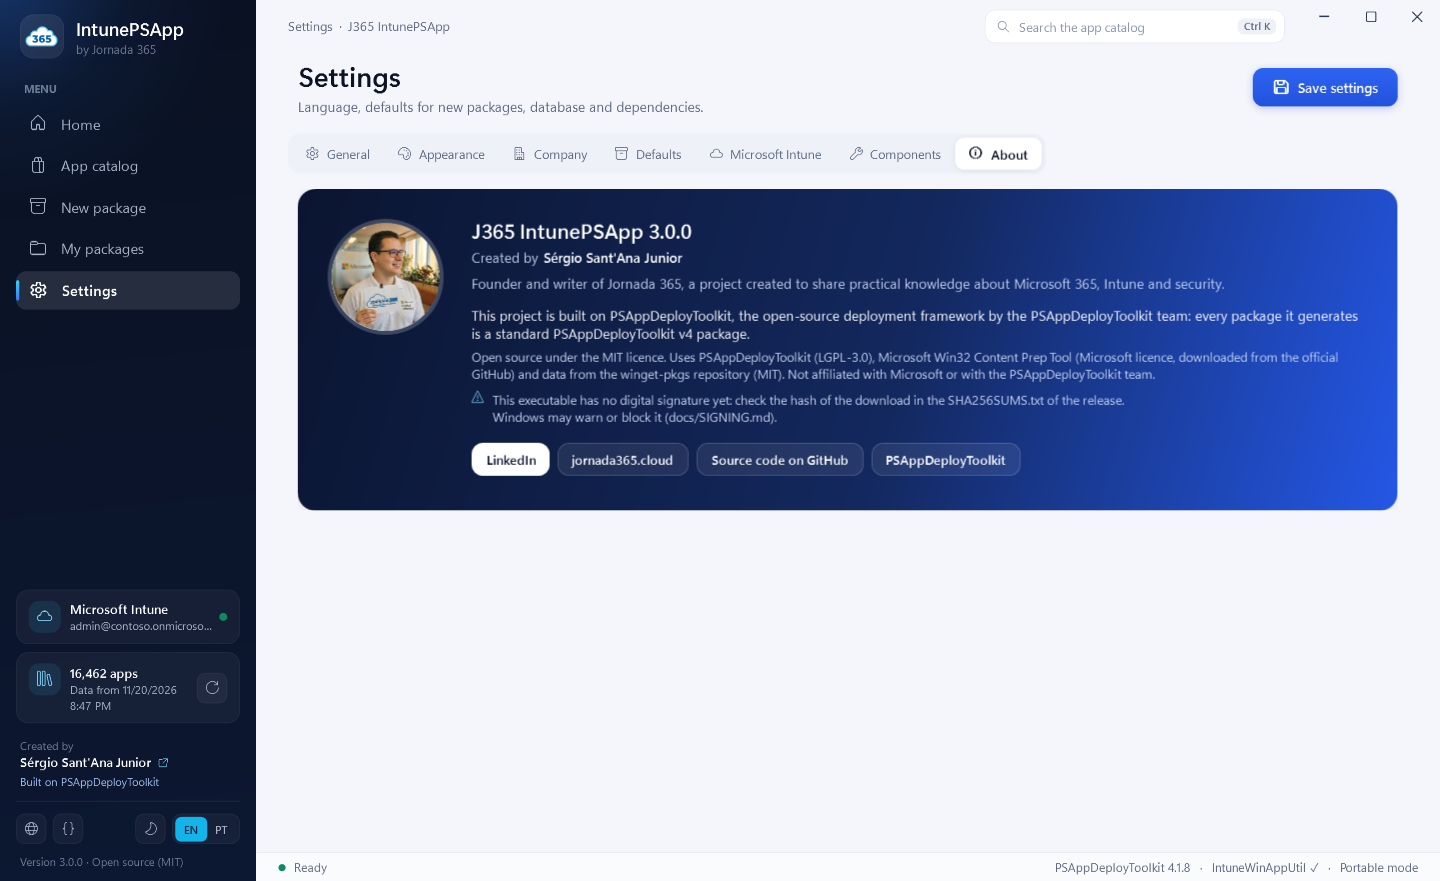 365
IntunePSApp
by Jornada 365
MENU
Home
App catalog
New package
My packages
Settings
Microsoft Intune
admin@contoso.onmicroso...
16,462 apps
Data from 11/20/2026
8:47 PM
Created by
Sérgio Sant'Ana Junior
Built on PSAppDeployToolkit
EN
PT
Version 3.0.0 · Open source (MIT)
Settings · J365 IntunePSApp
Search the app catalog
Ctrl K
Settings
Language, defaults for new packages, database and dependencies.
Save settings
General
Appearance
Company
Defaults
Microsoft Intune
Components
About
J365 IntunePSApp 3.0.0
Created by Sérgio Sant'Ana Junior
Founder and writer of Jornada 365, a project created to share practical knowledge about Microsoft 365, Intune and security.
This project is built on PSAppDeployToolkit, the open-source deployment framework by the PSAppDeployToolkit team: every package it generates
is a standard PSAppDeployToolkit v4 package.
Open source under the MIT licence. Uses PSAppDeployToolkit (LGPL-3.0), Microsoft Win32 Content Prep Tool (Microsoft licence, downloaded from the official
GitHub) and data from the winget-pkgs repository (MIT). Not affiliated with Microsoft or with the PSAppDeployToolkit team.
This executable has no digital signature yet: check the hash of the download in the SHA256SUMS.txt of the release.
Windows may warn or block it (docs/SIGNING.md).
LinkedIn
jornada365.cloud
Source code on GitHub
PSAppDeployToolkit
Ready
PSAppDeployToolkit 4.1.8 · IntuneWinAppUtil ✓ · Portable mode